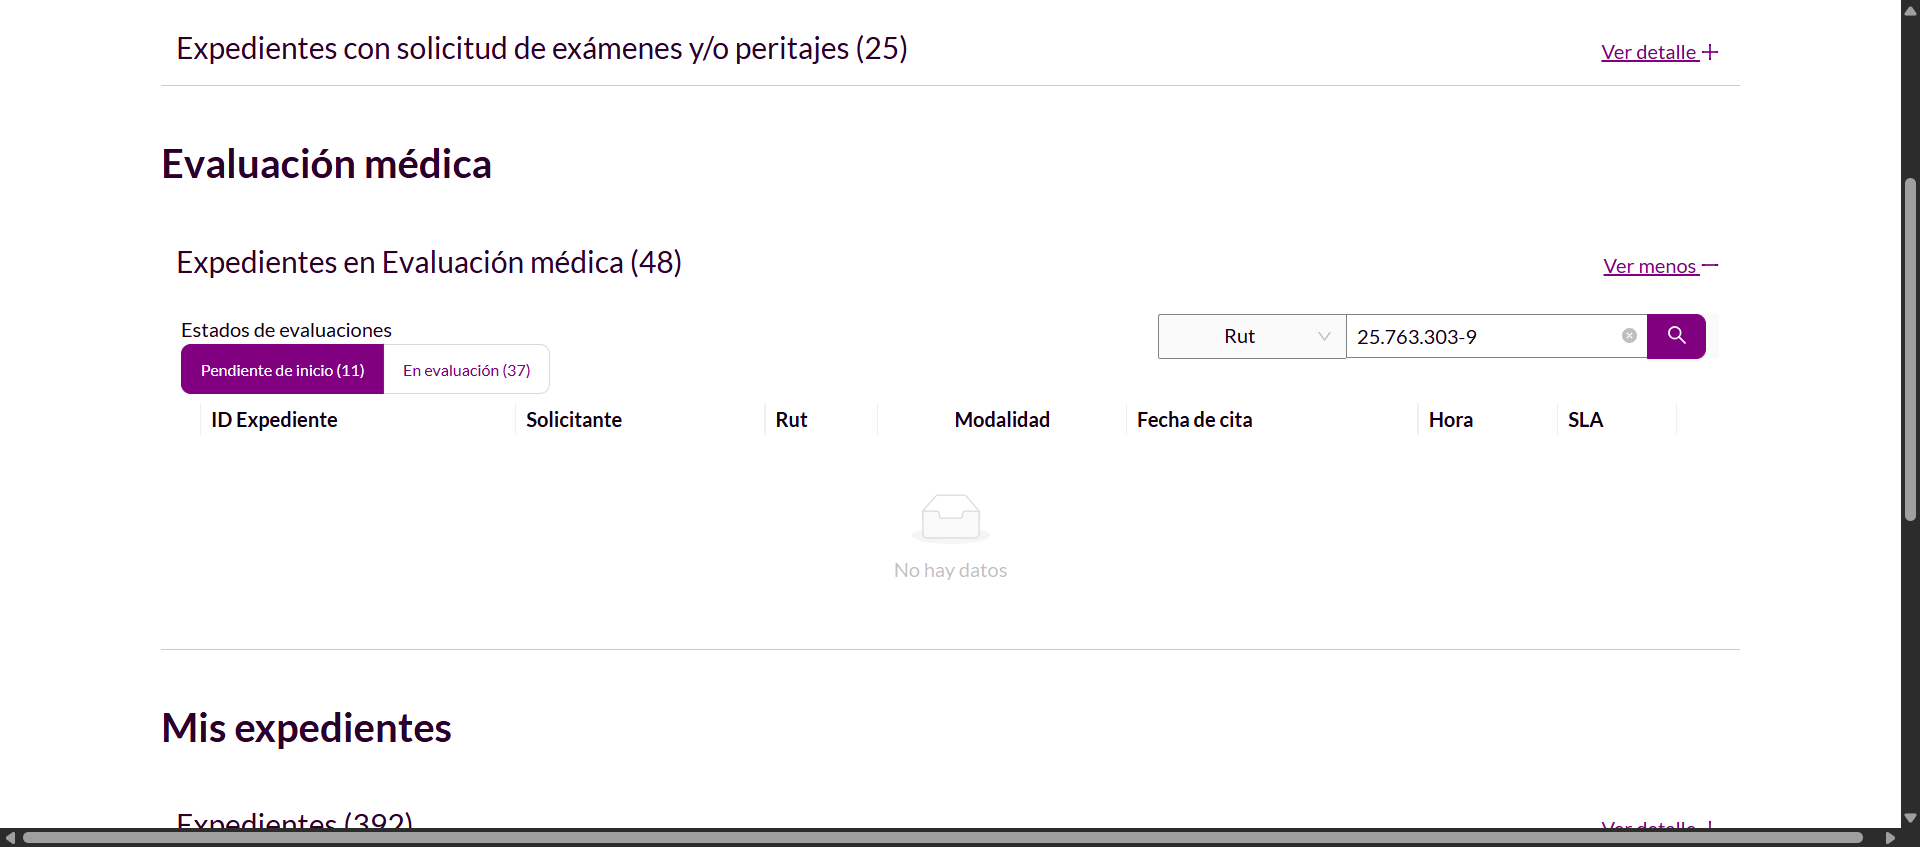 Expedientes con solicitud de exámenes y/o peritajes (25)
Ver detalle
Evaluación médica
Expedientes en Evaluación médica (48)
Ver menos
Estados de evaluaciones
Rut 25.763.303-9
Pendiente de inicio (11) En evaluación (37)
ID Expediente Solicitante Rut Modalidad Fecha de cita Hora SLA
No hay datos
Mis expedientes
Expedientes (392)
Ver detalle